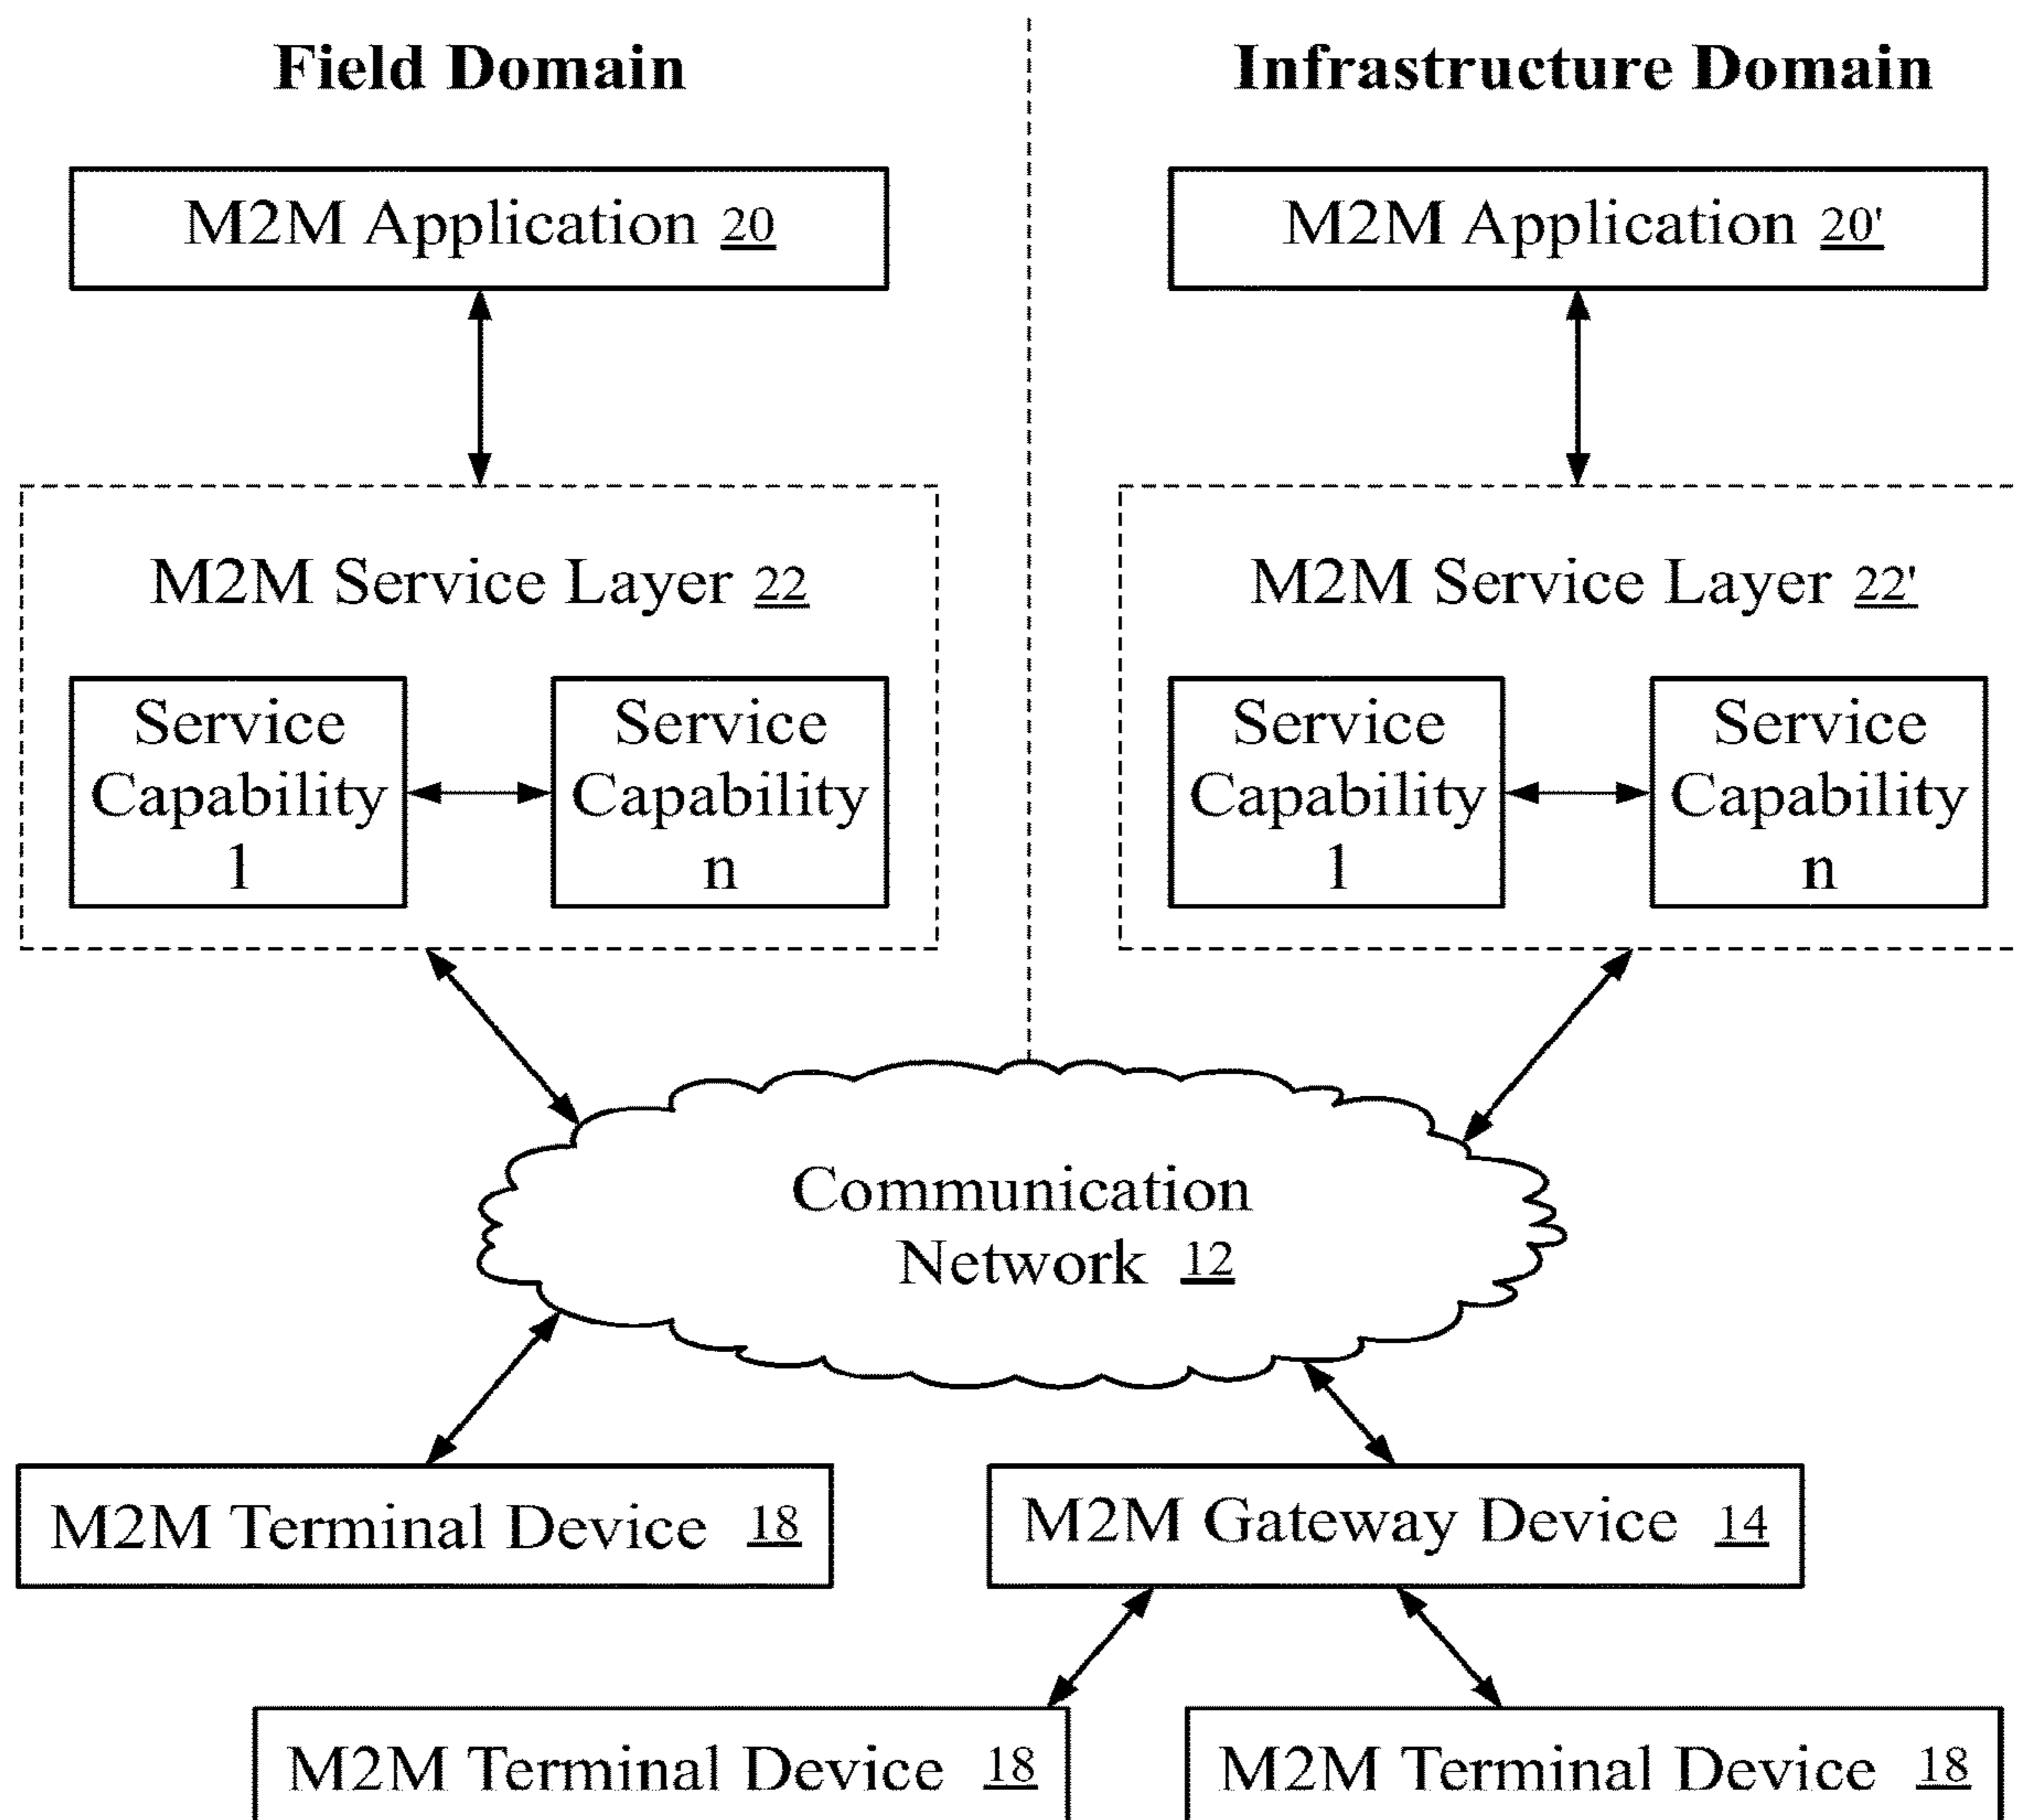 Field Domain
Infrastructure Domain
M2M Application 20
M2M Application 20'
M2M Service Layer 22
M2M Service Layer 22'
Service
Capability
1
Service
Capability
n
Service
Capability
1
Service
Capability
n
Communication
Network 12
M2M Terminal Device 18
M2M Gateway Device 14
M2M Terminal Device 18
M2M Terminal Device 18